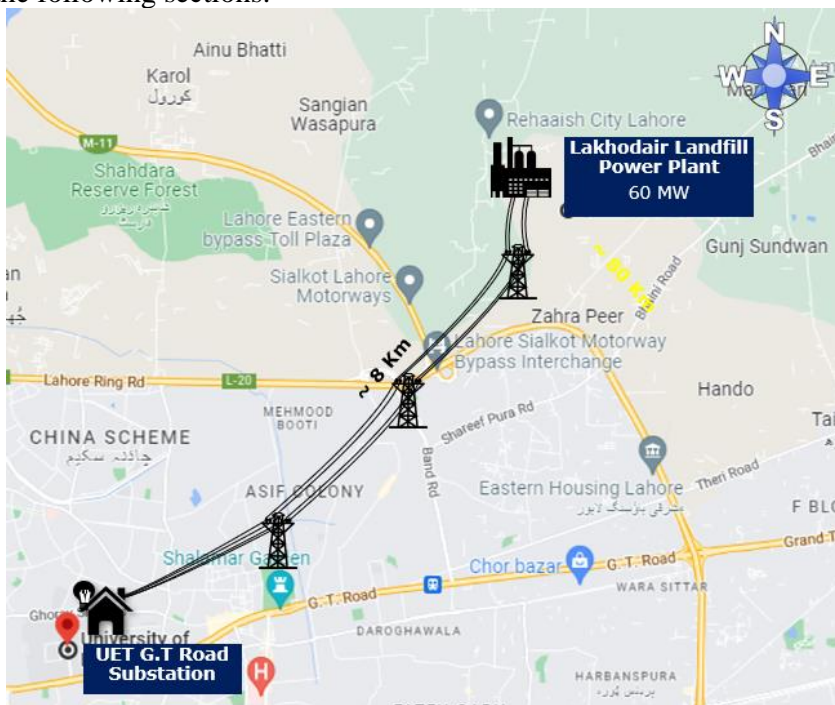 ne following sections.
Ainu Bhatti
Karol
کورول
Sangian
Wasapura
N
W
E
S
M-11
Rehaaish City Lahore
Lakhodair Landfill
Power Plant
60 MW
Shahdara
Reserve Forest
Lahore Eastern
bypass Toll Plaza
Gunj Sundwan
~ 80 Km
Bhaini Road
Sialkot Lahore
Motorways
Zahra Peer
Lahore Sialkot Motorway
Bypass Interchange
~ 8 Km
Lahore Ring Rd
L-20
Hando
MEHMOOD
BOOTI
Shareef Pura Rd
CHINA SCHEME
چائنہ سکیم
Band Rd
ASIF COLONY
Eastern Housing Lahore
ایسٹرن ہاؤسنگ لاہور
Theri Road
F BLO
Shalamar Garden
Chor bazar
G.T. Road
Grand T
WARA SITTAR
G.T. Road
DAROGHAWALA
University of
UET G.T Road
Substation
H
HARBANSPURA
ہربنس پورہ